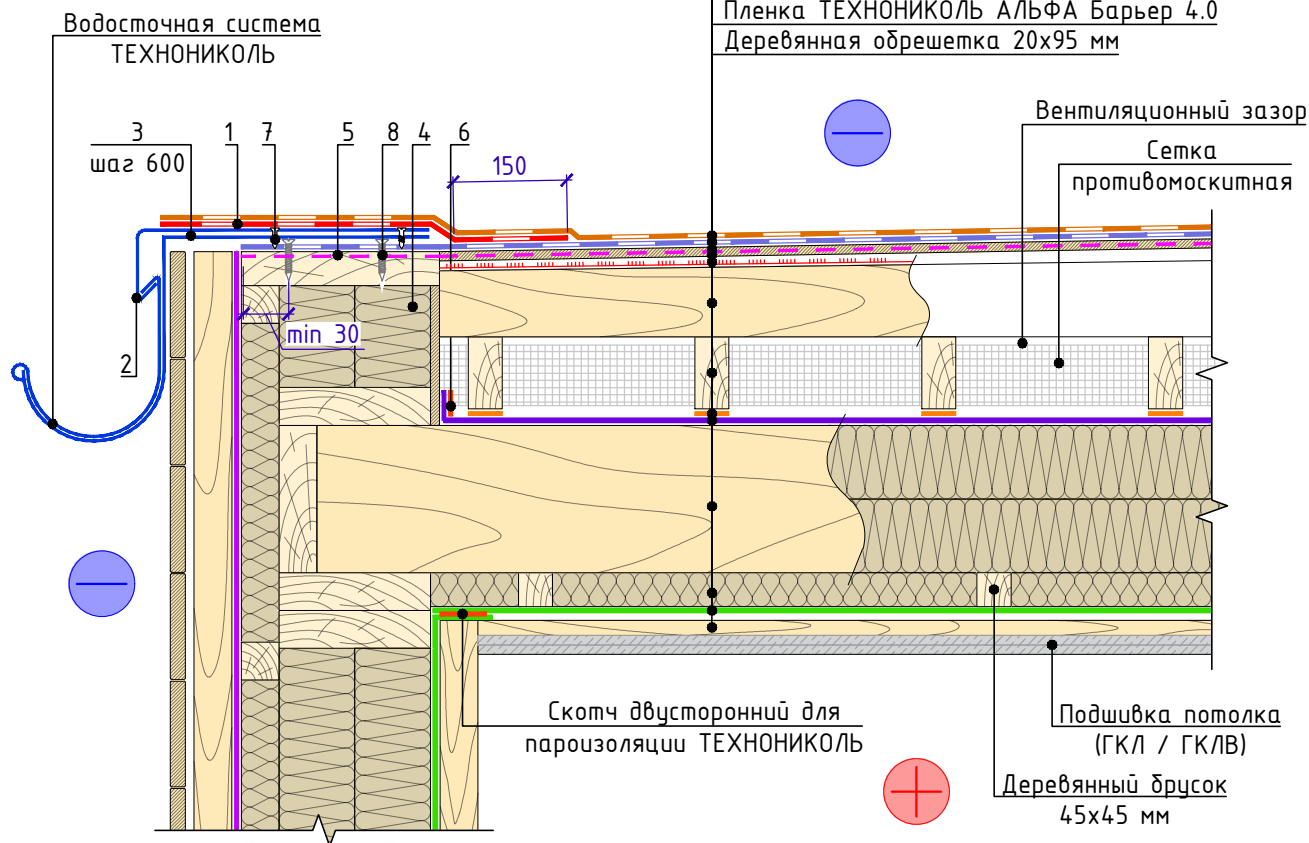 Пленка ТЕХНОНИКОЛЬ АЛЬФА Барьер 4.0
Водосточная система
ТЕХНОНИКОЛЬ
Деревянная обрешетка 20х95 мм
Вентиляционный зазор
3
шаг 600
1
7
5
8
4
6
150
Сетка
противомоскитная
min 30
2
Скотч двусторонний для
пароизоляции ТЕХНОНИКОЛЬ
Подшивка потолка
(ГКЛ / ГКЛВ)
Деревянный брусок
45х45 мм